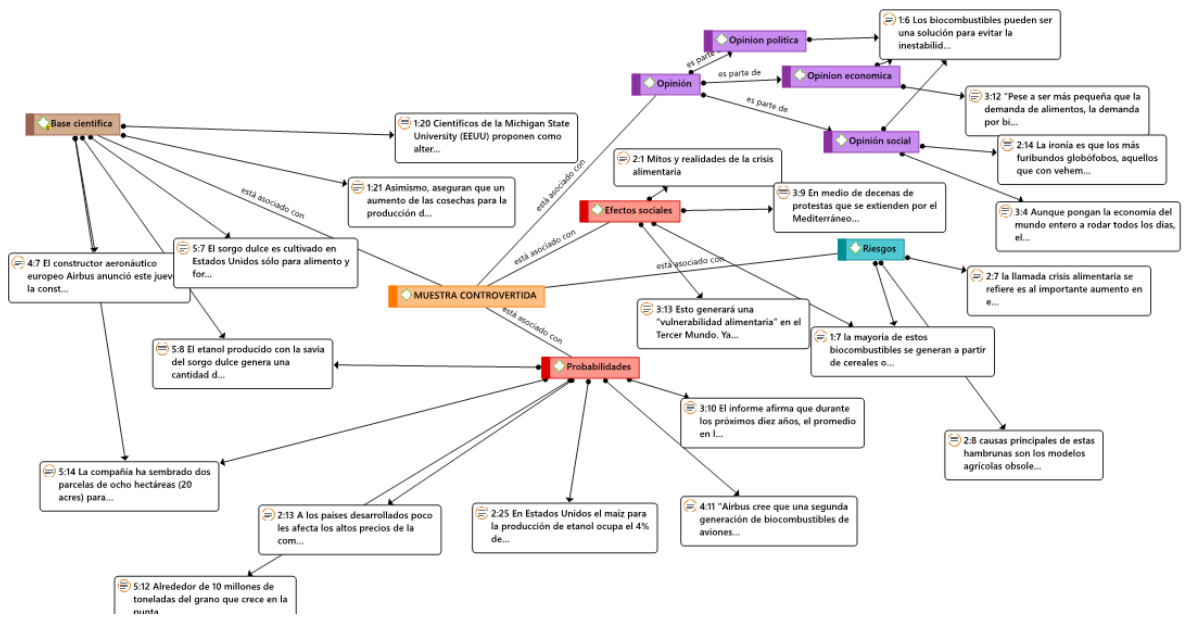 1:6 Los biocombustibles pueden ser
una solución para evitar la
inestabilid...
Opinion politica
es parte de
Opinion economica
es parte de
Opinión
es parte de
3:12 "Pese a ser más pequeña que la
demanda de alimentos, la demanda
por bi...
Base cientifica
1:20 Científicos de la Michigan State
University (EEUU) proponen como
alter...
Opinión social
2:14 La ironía es que los más
furibundos globófobos, aquellos
que con vehem...
2:1 Mitos y realidades de la crisis
alimentaria
1:21 Asimismo, aseguran que un
aumento de las cosechas para la
producción d...
está asociado con
está asociado con
3:9 En medio de decenas de
protestas que se extienden por el
Mediterráneo...
Efectos sociales
3:4 Aunque pongan la economía del
mundo entero a rodar todos los días,
el...
5:7 El sorgo dulce es cultivado en
Estados Unidos sólo para alimento y
for...
está asociado con
Riesgos
4:7 El constructor aeronáutico
europeo Airbus anunció este juev
la const...
está asociado con
2:7 la llamada crisis alimentaria se
refiere es al importante aumento en
e...
MUESTRA CONTROVERTIDA
está asociado con
3:13 Esto generará una
"vulnerabilidad alimentaria" en el
Tercer Mundo. Ya...
1:7 la mayoría de estos
biocombustibles se generan a partir
de cereales o...
5:8 El etanol producido con la savia
del sorgo dulce genera una
cantidad d...
Probabilidades
3:10 El informe afirma que durante
los próximos diez años, el promedio
en l...
2:8 causas principales de estas
hambrunas son los modelos
agrícolas obsole...
5:14 La compañía ha sembrado dos
parcelas de ocho hectáreas (20
acres) para...
2:13 A los países desarrollados poco
les afecta los altos precios de la
com...
2:25 En Estados Unidos el maíz para
la producción de etanol ocupa el 4%
de...
4:11 "Airbus cree que una segunda
generación de biocombustibles de
aviones...
5:12 Alrededor de 10 millones de
toneladas del grano que crece en la
punta